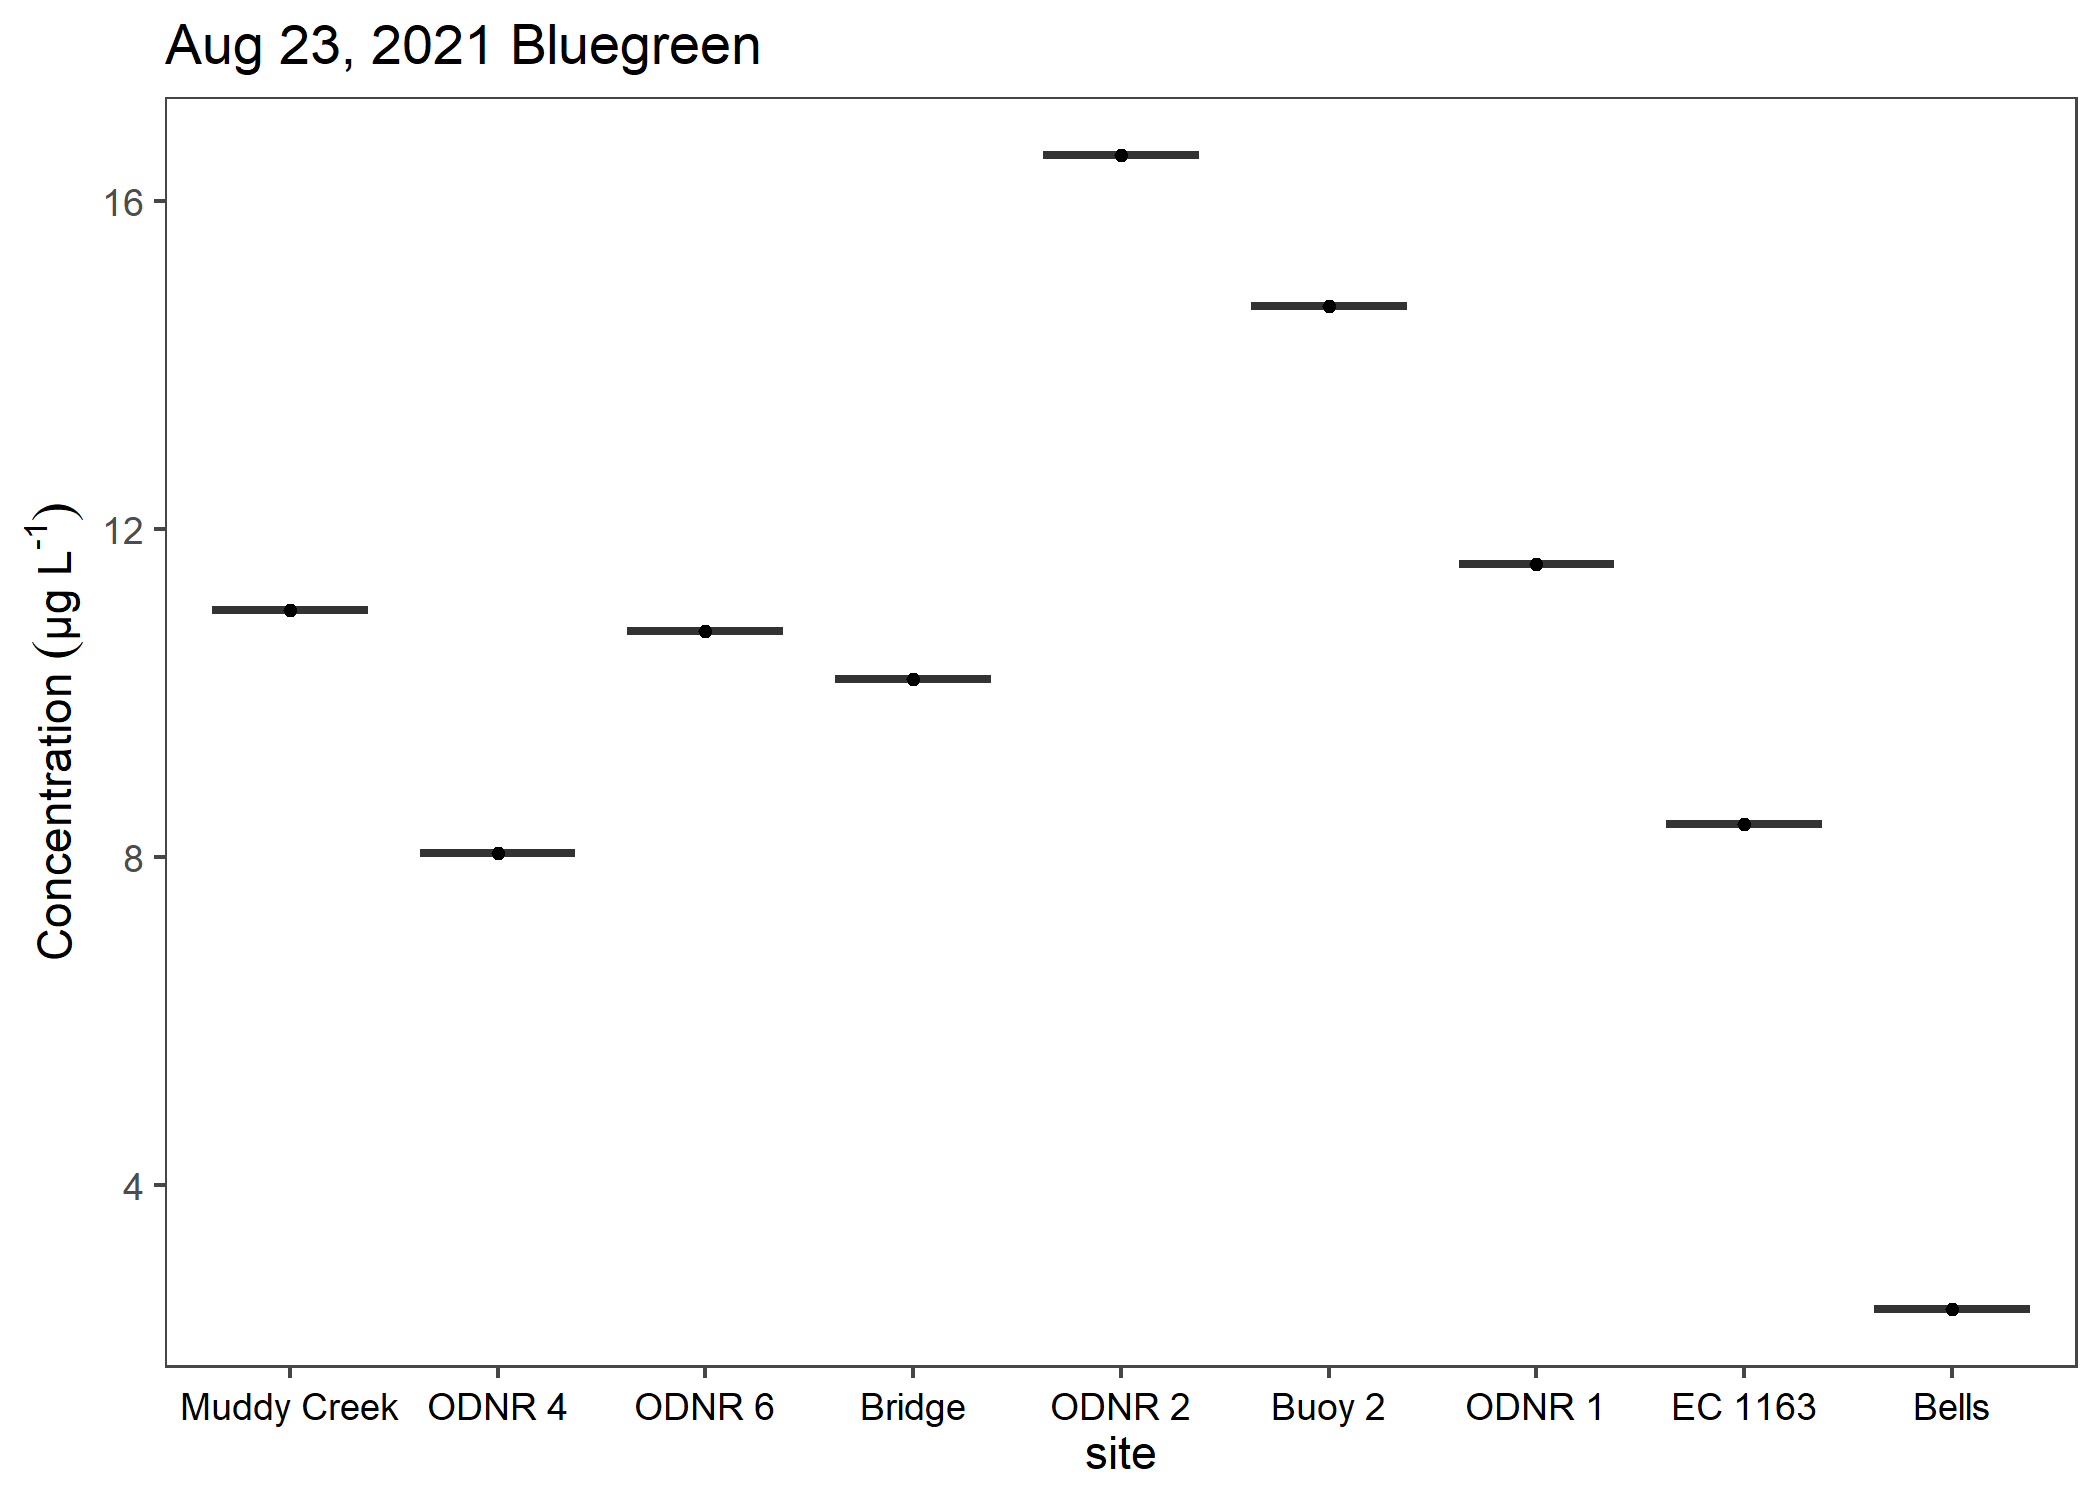 Aug 23, 2021 Bluegreen
Concentration (µg L⁻¹)
16
12
8
4
Muddy Creek ODNR 4 ODNR 6 Bridge ODNR 2 Buoy 2 ODNR 1 EC 1163 Bells
site